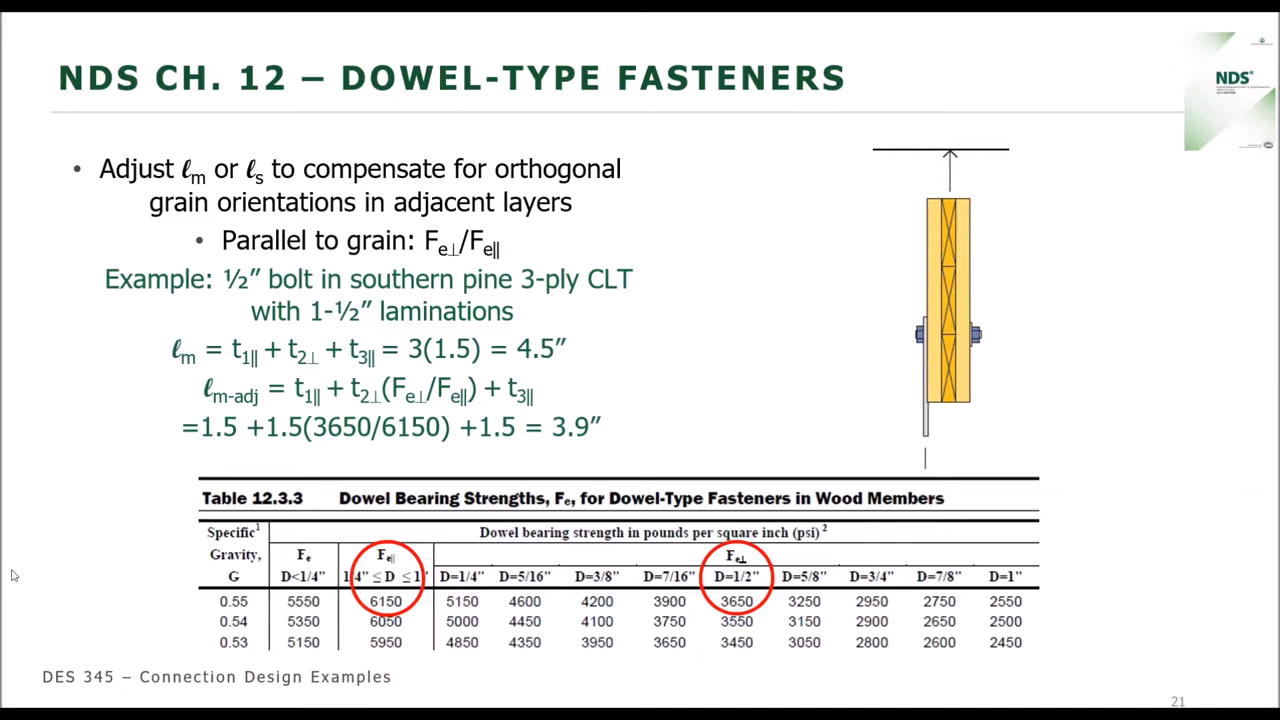 NDS CH. 12 – DOWEL-TYPE FASTENERS
NDS®
• Adjust ℓm or ℓs to compensate for orthogonal
grain orientations in adjacent layers
• Parallel to grain: Fe⊥/Fe∥
Example: ½” bolt in southern pine 3-ply CLT
with 1-½” laminations
ℓm = t1∥ + t2⊥ + t3∥ = 3(1.5) = 4.5”
ℓm-adj = t1∥ + t2⊥(Fe⊥/Fe∥) + t3∥
=1.5 +1.5(3650/6150) +1.5 = 3.9”
Table 12.3.3 Dowel Bearing Strengths, Fe, for Dowel-Type Fasteners in Wood Members
Specific1 Dowel bearing strength in pounds per square inch (psi)2
Gravity, Fe Fe∥ Fe⊥
G D<1/4" 1/4" ≤ D ≤ 1" D=1/4" D=5/16" D=3/8" D=7/16" D=1/2" D=5/8" D=3/4" D=7/8" D=1"
0.55 5550 6150 5150 4600 4200 3900 3650 3250 2950 2750 2550
0.54 5350 6050 5000 4450 4100 3750 3550 3150 2900 2650 2500
0.53 5150 5950 4850 4350 3950 3650 3450 3050 2800 2600 2450
DES 345 – Connection Design Examples
21